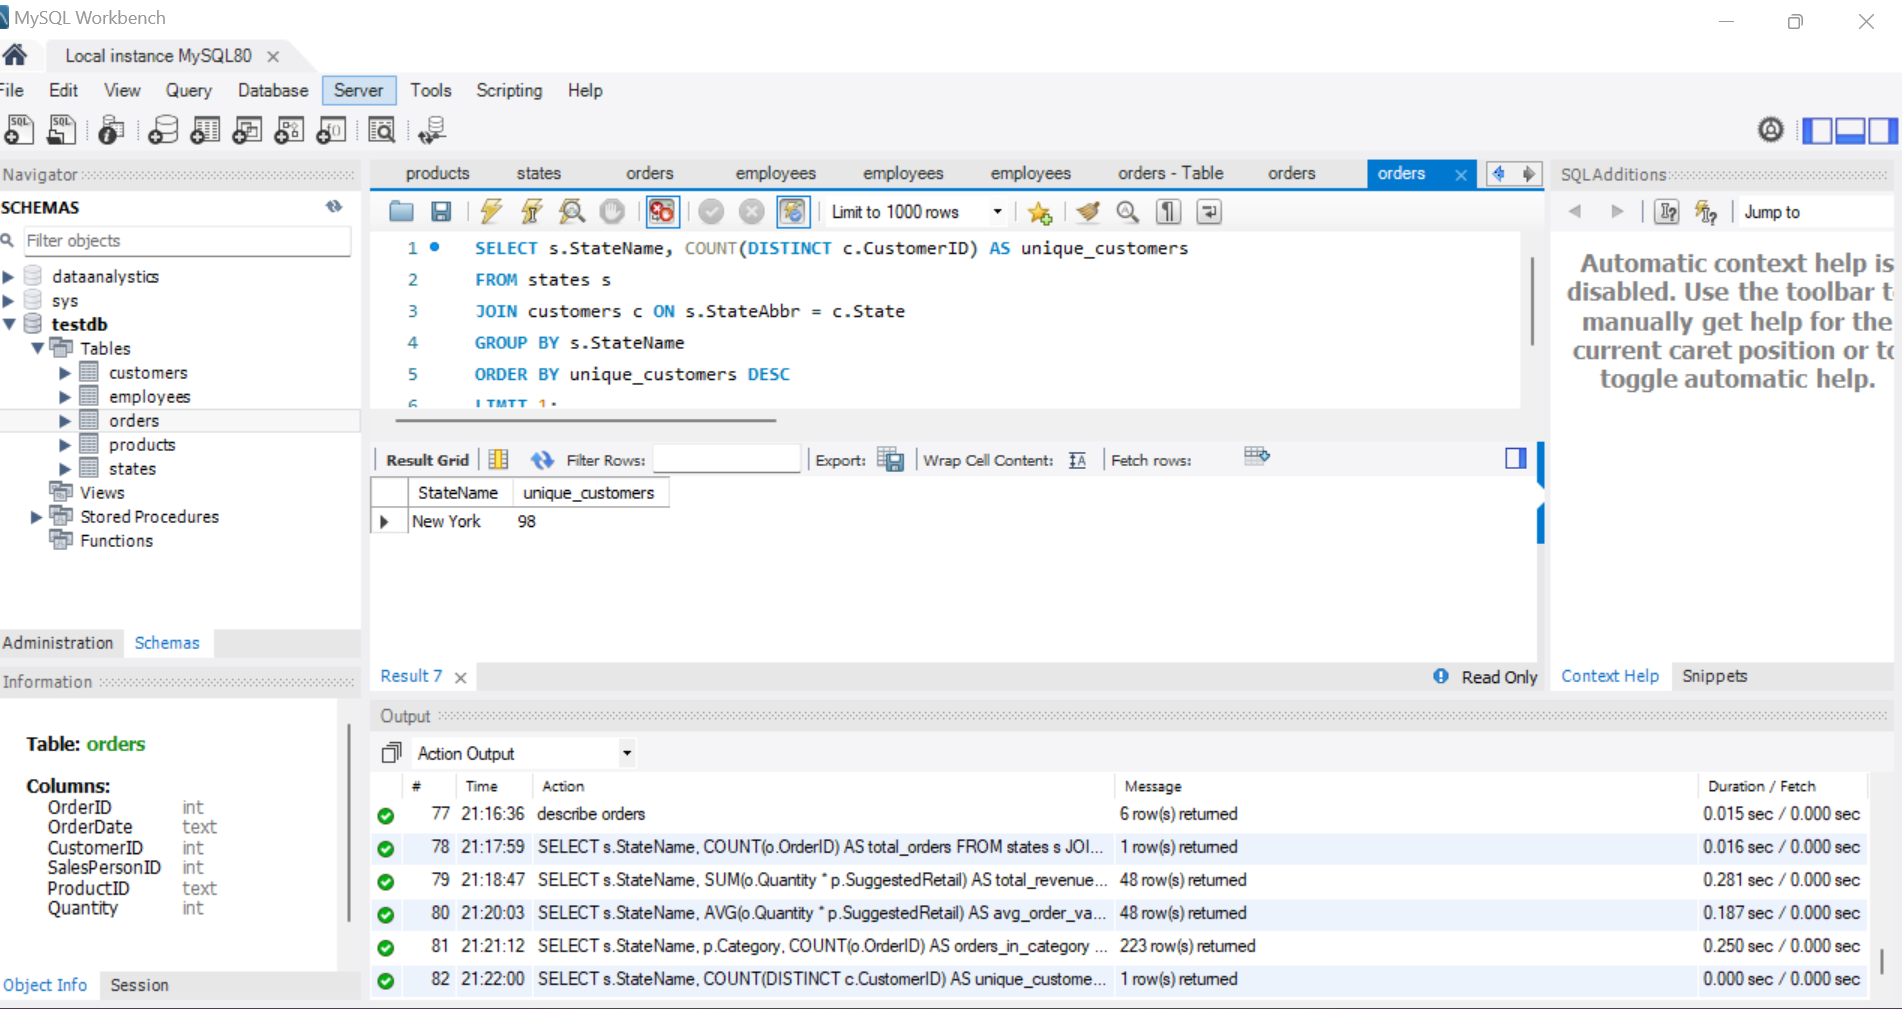 MySQL Workbench
Local instance MySQL80
File Edit View Query Database Server Tools Scripting Help
Navigator
SCHEMAS
Filter objects
dataanalystics
sys
testdb
Tables
customers
employees
orders
products
states
Views
Stored Procedures
Functions
Administration Schemas
Information
Table: orders
Columns:
OrderID int
OrderDate text
CustomerID int
SalesPersonID int
ProductID text
Quantity int
Object Info Session
products states orders employees employees employees orders - Table orders orders
Limit to 1000 rows
1 SELECT s.StateName, COUNT(DISTINCT c.CustomerID) AS unique_customers
2 FROM states s
3 JOIN customers c ON s.StateAbbr = c.State
4 GROUP BY s.StateName
5 ORDER BY unique_customers DESC
6 LIMIT 1;
Result Grid Filter Rows: Export: Wrap Cell Content: Fetch rows:
StateName unique_customers
New York 98
Result 7 Read Only
SQLAdditions
Jump to
Automatic context help is
disabled. Use the toolbar t
manually get help for the
current caret position or to
toggle automatic help.
Context Help Snippets
Output
Action Output
# Time Action Message Duration / Fetch
77 21:16:36 describe orders 6 row(s) returned 0.015 sec / 0.000 sec
78 21:17:59 SELECT s.StateName, COUNT(o.OrderID) AS total_orders FROM states s JOI... 1 row(s) returned 0.016 sec / 0.000 sec
79 21:18:47 SELECT s.StateName, SUM(o.Quantity * p.SuggestedRetail) AS total_revenue... 48 row(s) returned 0.281 sec / 0.000 sec
80 21:20:03 SELECT s.StateName, AVG(o.Quantity * p.SuggestedRetail) AS avg_order_va... 48 row(s) returned 0.187 sec / 0.000 sec
81 21:21:12 SELECT s.StateName, p.Category, COUNT(o.OrderID) AS orders_in_category ... 223 row(s) returned 0.250 sec / 0.000 sec
82 21:22:00 SELECT s.StateName, COUNT(DISTINCT c.CustomerID) AS unique_custome... 1 row(s) returned 0.000 sec / 0.000 sec